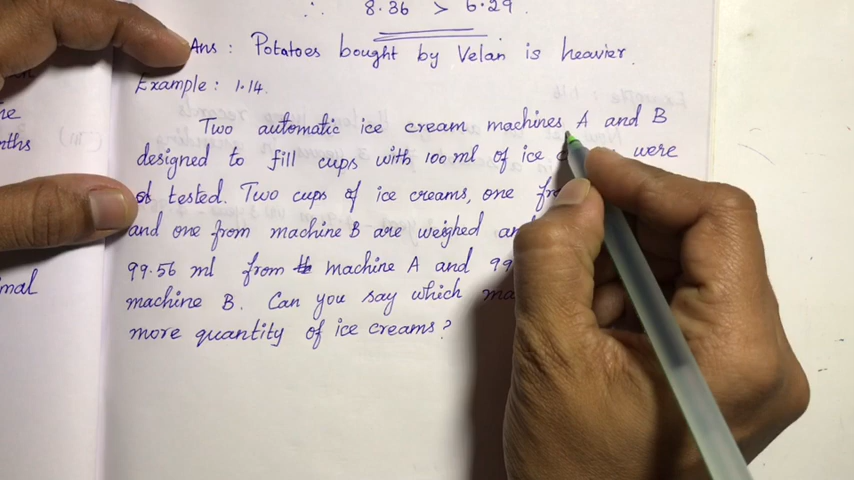 ∴ 8.36 > 6.29.
Ans : Potatoes bought by Velan is heavier.
Example : 1.14.
Two automatic ice cream machines A and B
designed to fill cups with 100 ml of ice were
tested. Two cups of ice creams, one
and one from machine B are weighed
99.56 ml from machine A and 99
machine B. Can you say which
more quantity of ice creams?